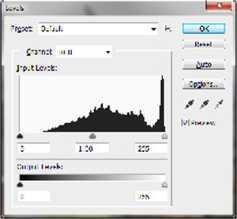 Levels
Preset: Default
OK
Reset
Channel:
Input Levels:
Auto
Options...
Preview
0 1.00 255
Output Levels:
0 255